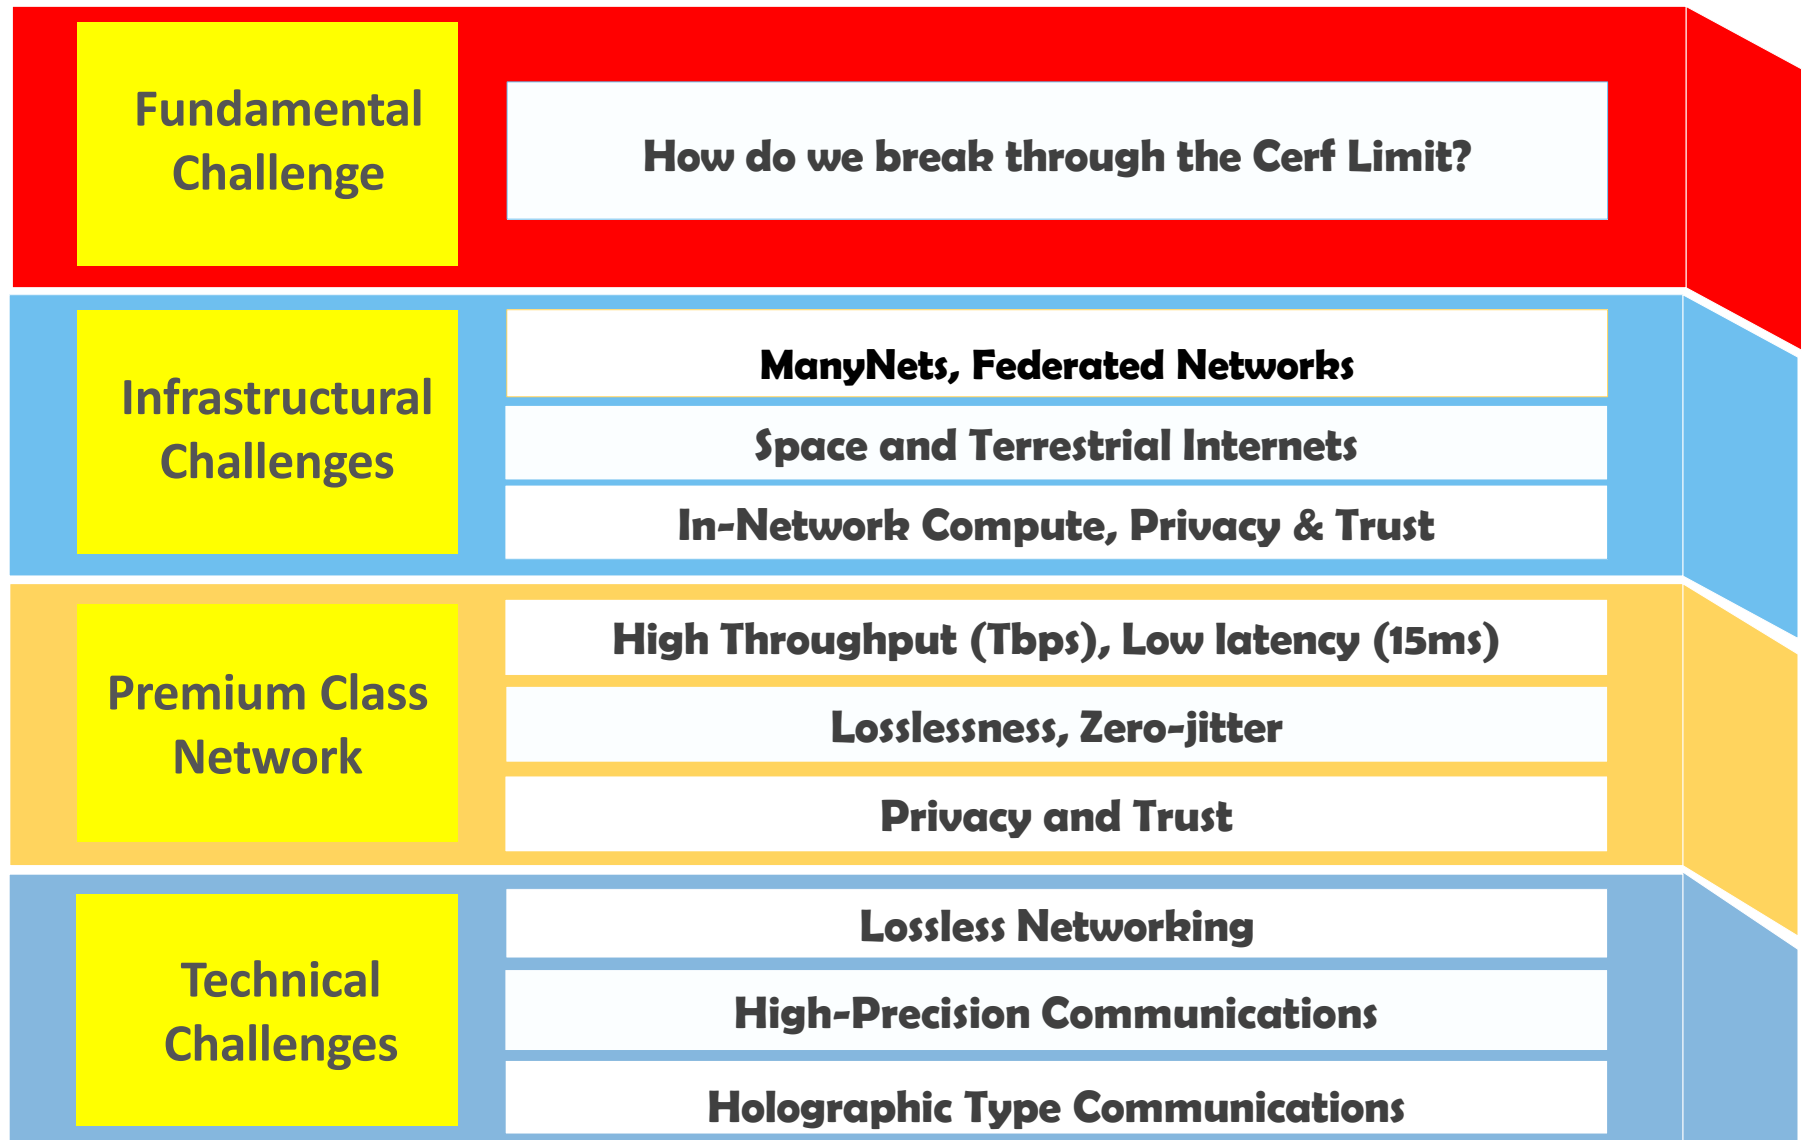 Fundamental
Challenge
How do we break through the Cerf Limit?
Infrastructural
Challenges
ManyNets, Federated Networks
Space and Terrestrial Internets
In-Network Compute, Privacy & Trust
Premium Class
Network
High Throughput (Tbps), Low latency (15ms)
Losslessness, Zero-jitter
Privacy and Trust
Technical
Challenges
Lossless Networking
High-Precision Communications
Holographic Type Communications